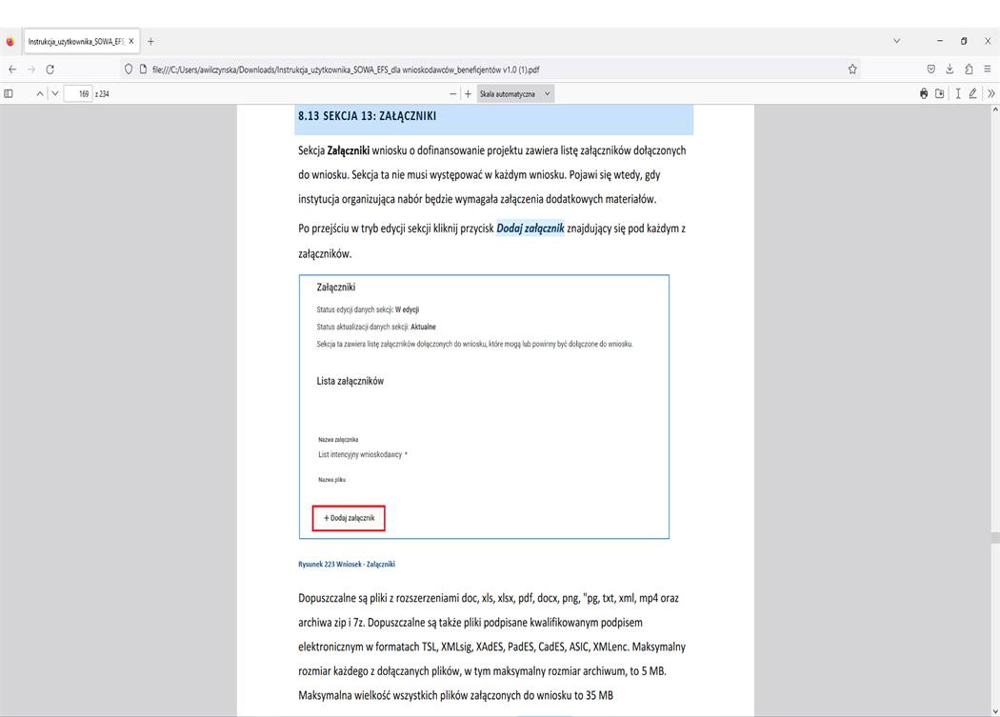 Instrukcja_użytkownika_SOWA_EFS_
file:///C:/Users/awilczynska/Downloads/Instrukcja_użytkownika_SOWA_EFS_dla wnioskodawców_beneficjentów v1.0 (1).pdf
169 z 234
Skala automatyczna
8.13 SEKCJA 13: ZAŁĄCZNIKI
Sekcja Załączniki wniosku o dofinansowanie projektu zawiera listę załączników dołączonych
do wniosku. Sekcja ta nie musi występować w każdym wniosku. Pojawi się wtedy, gdy
instytucja organizująca nabór będzie wymagała załączenia dodatkowych materiałów.
Po przejściu w tryb edycji sekcji kliknij przycisk Dodaj załącznik znajdujący się pod każdym z
załączników.
Załączniki
Status edycji danych sekcji: W edycji
Status aktualizacji danych sekcji: Aktualne
Sekcja ta zawiera listę załączników dołączonych do wniosku, które mogą lub powinny być dołączone do wniosku.
Lista załączników
Nazwa załącznika
List intencyjny wnioskodawcy *
Nazwa pliku
+ Dodaj załącznik
Rysunek 223 Wniosek - Załączniki
Dopuszczalne są pliki z rozszerzeniami doc, xls, xlsx, pdf, docx, png, "pg, txt, xml, mp4 oraz
archiwa zip i 7z. Dopuszczalne są także pliki podpisane kwalifikowanym podpisem
elektronicznym w formatach TSL, XMLsig, XAdES, PadES, CadES, ASIC, XMLenc. Maksymalny
rozmiar każdego z dołączanych plików, w tym maksymalny rozmiar archiwum, to 5 MB.
Maksymalna wielkość wszystkich plików załączonych do wniosku to 35 MB